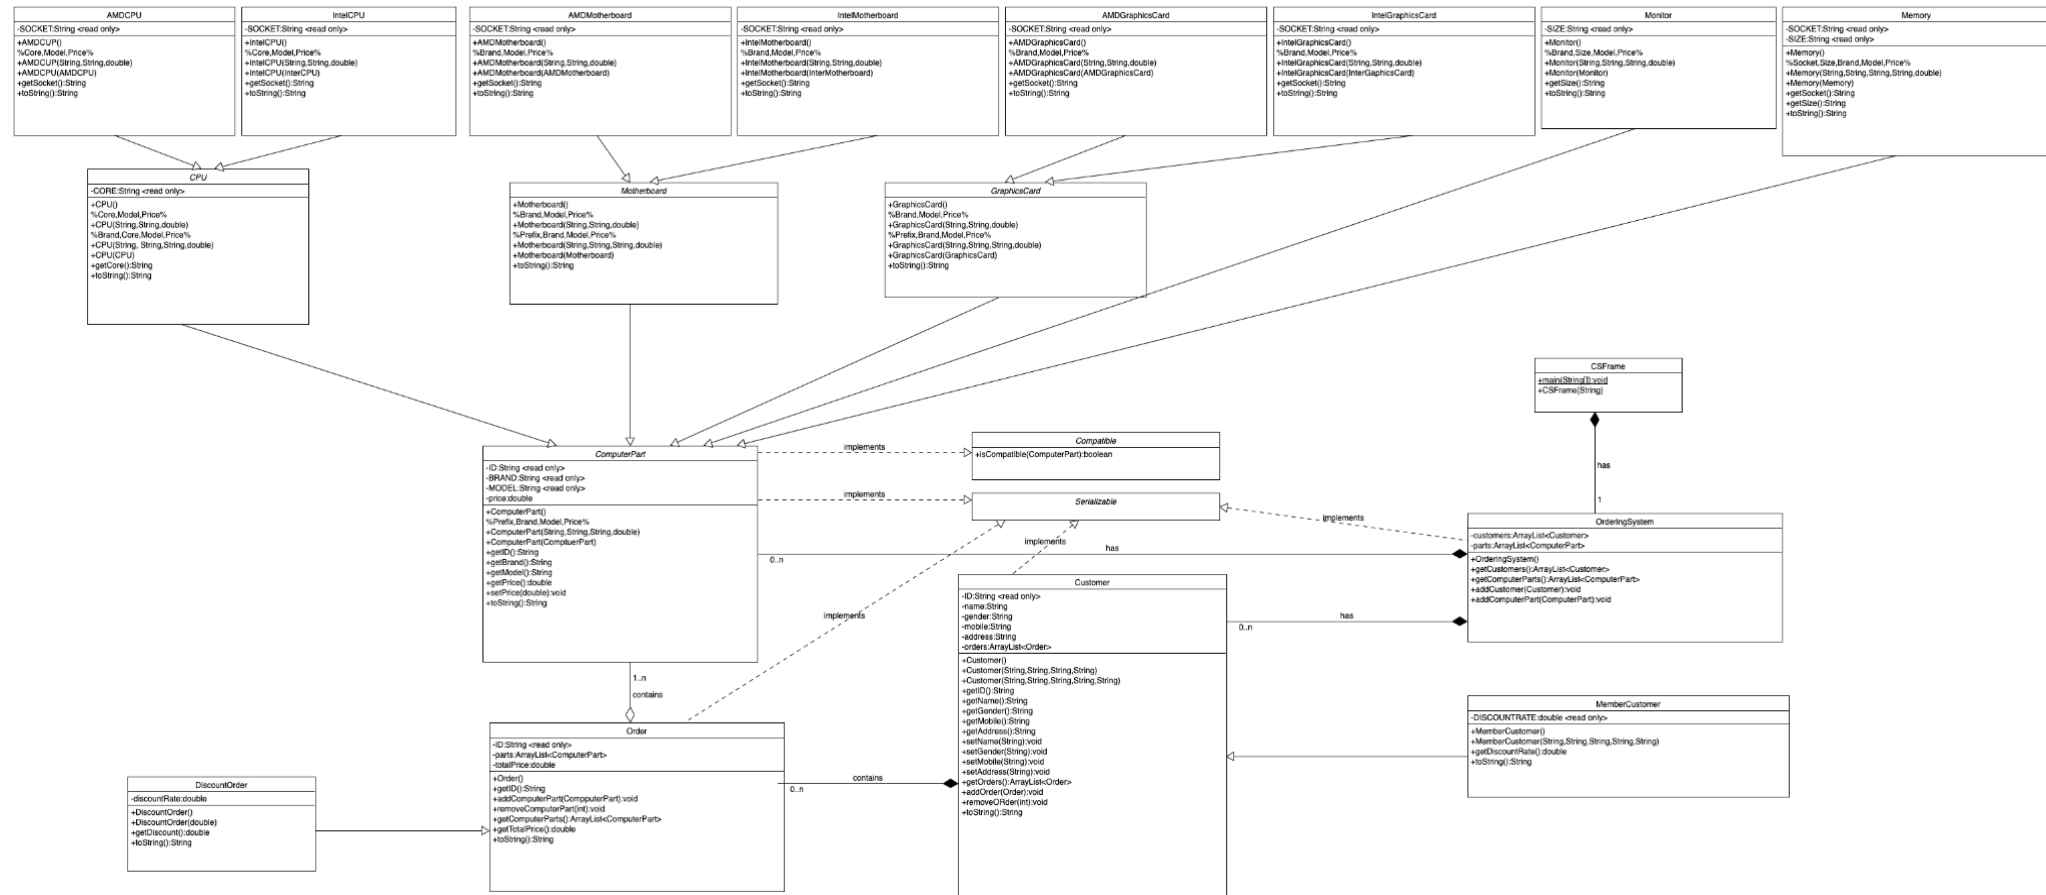 AMDCPU
-SOCKET:String <read only>
+AMDCUP()
%Core,Model,Price%
+AMDCUP(String,String,double)
+AMDCPU(AMDCPU)
+getSocket():String
+toString():String
IntelCPU
-SOCKET:String <read only>
+IntelCPU()
%Core,Model,Price%
+IntelCPU(String,String,double)
+IntelCPU(InterCPU)
+getSocket():String
+toString():String
AMDMotherboard
-SOCKET:String <read only>
+AMDMotherboard()
%Brand,Model,Price%
+AMDMotherboard(String,String,double)
+AMDMotherboard(AMDMotherboard)
+getSocket():String
+toString():String
IntelMotherboard
-SOCKET:String <read only>
+IntelMotherboard()
%Brand,Model,Price%
+IntelMotherboard(String,String,double)
+IntelMotherboard(InterMotherboard)
+getSocket():String
+toString():String
AMDGraphicsCard
-SOCKET:String <read only>
+AMDGraphicsCard()
%Brand,Model,Price%
+AMDGraphicsCard(String,String,double)
+AMDGraphicsCard(AMDGraphicsCard)
+getSocket():String
+toString():String
IntelGraphicsCard
-SOCKET:String <read only>
+IntelGraphicsCard()
%Brand,Model,Price%
+IntelGraphicsCard(String,String,double)
+IntelGraphicsCard(InterGaphicsCard)
+getSocket():String
+toString():String
Monitor
-SIZE:String <read only>
+Monitor()
%Brand,Size,Model,Price%
+Monitor(String,String,String,double)
+Monitor(Monitor)
+getSize():String
+toString():String
Memory
-SOCKET:String <read only>
-SIZE:String <read only>
+Memory()
%Socket,Size,Brand,Model,Price%
+Memory(String,String,String,String,double)
+Memory(Memory)
+getSocket():String
+getSize():String
+toString():String
CPU
-CORE:String <read only>
+CPU()
%Core,Model,Price%
+CPU(String,String,double)
%Brand,Core,Model,Price%
+CPU(String, String,String,double)
+CPU(CPU)
+getCore():String
+toString():String
Motherboard
+Motherboard()
%Brand,Model,Price%
+Motherboard(String,String,double)
%Prefix,Brand,Model,Price%
+Motherboard(String,String,String,double)
+Motherboard(Motherboard)
+toString():String
GraphicsCard
+GraphicsCard()
%Brand,Model,Price%
+GraphicsCard(String,String,double)
%Prefix,Brand,Model,Price%
+GraphicsCard(String,String,String,double)
+GraphicsCard(GraphicsCard)
+toString():String
CSFrame
+main(String[]):void
+CSFrame(String)
has
1
ComputerPart
-ID:String <read only>
-BRAND:String <read only>
-MODEL:String <read only>
-price:double
+ComputerPart()
%Prefix,Brand,Model,Price%
+ComputerPart(String,String,String,double)
+ComputerPart(ComptuerPart)
+getID():String
+getBrand():String
+getModel():String
+getPrice():double
+setPrice(double):void
+toString():String
implements
Compatible
+isCompatible(ComputerPart):boolean
implements
Serializable
implements
implements
implements
has
0..n
OrderingSystem
-customers:ArrayList<Customer>
-parts:ArrayList<ComputerPart>
+OrderingSystem()
+getCustomers():ArrayList<Customer>
+getComputerParts():ArrayList<ComputerPart>
+addCustomer(Customer):void
+addComputerPart(ComputerPart):void
has
0..n
Customer
-ID:String <read only>
-name:String
-gender:String
-mobile:String
-address:String
-orders:ArrayList<Order>
+Customer()
+Customer(String,String,String,String)
+Customer(String,String,String,String,String)
+getID():String
+getName():String
+getGender():String
+getMobile():String
+getAddress():String
+setName(String):void
+setGender(String):void
+setMobile(String):void
+setAddress(String):void
+getOrders():ArrayList<Order>
+addOrder(Order):void
+removeORder(int):void
+toString():String
MemberCustomer
-DISCOUNTRATE:double <read only>
+MemberCustomer()
+MemberCustomer(String,String,String,String,String)
+getDiscountRate():double
+toString():String
1..n
contains
Order
-ID:String <read only>
-parts:ArrayList<ComputerPart>
-totalPrice:double
+Order()
+getID():String
+addComputerPart(CompputerPart):void
+removeComputerPart(int):void
+getComputerParts():ArrayList<ComputerPart>
+getTotalPrice():double
+toString():String
contains
0..n
DiscountOrder
-discountRate:double
+DiscountOrder()
+DiscountOrder(double)
+getDiscount():double
+toString():String